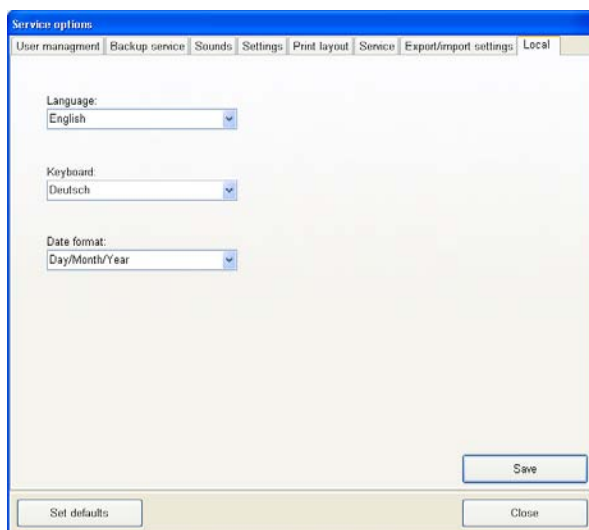 Service options
User managment Backup service Sounds Settings Print layout Service Export/import settings Local
Language:
English
Keyboard:
Deutsch
Date format:
Day/Month/Year
Save
Set defaults
Close